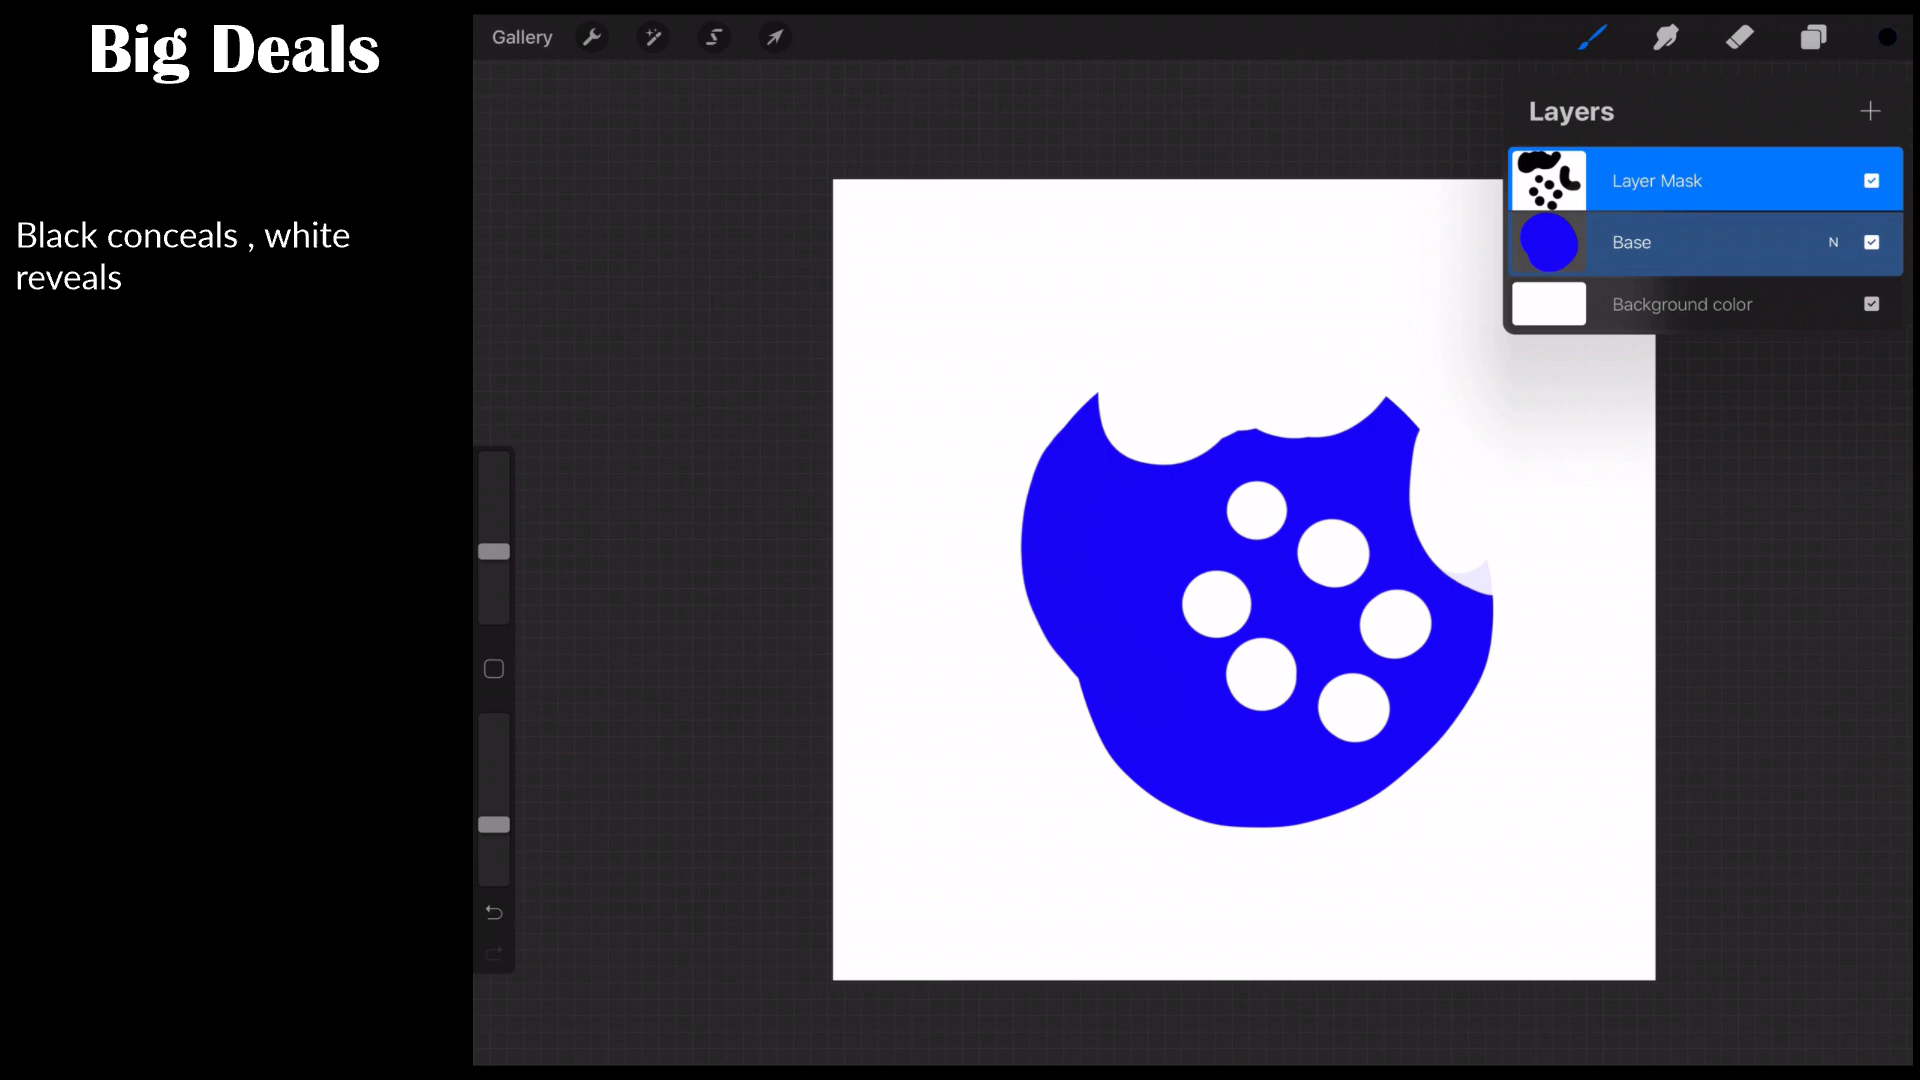 Big Deals
Black conceals , white
reveals
Gallery
Layers
Layer Mask
Base N
Background color